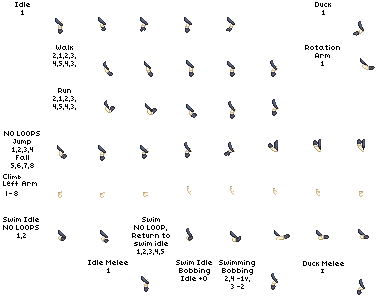 Idle
1
Duck
1
Walk
2,1,2,3,
4,5,4,3,
Rotation
Arm
1
Run
2,1,2,3,
4,5,4,3,
NO LOOPS
Jump
1,2,3,4
Fall
5,6,7,8
Climb
Left Arm
1-8
Swim Idle
NO LOOPS
1,2
Swim
NO LOOP,
Return to
swim idle
1,2,3,4,5
Swim Idle
Bobbing
Idle +0
Swimming
Bobbing
2,4 -1v,
3 -2
Idle Melee
1
Duck Melee
1